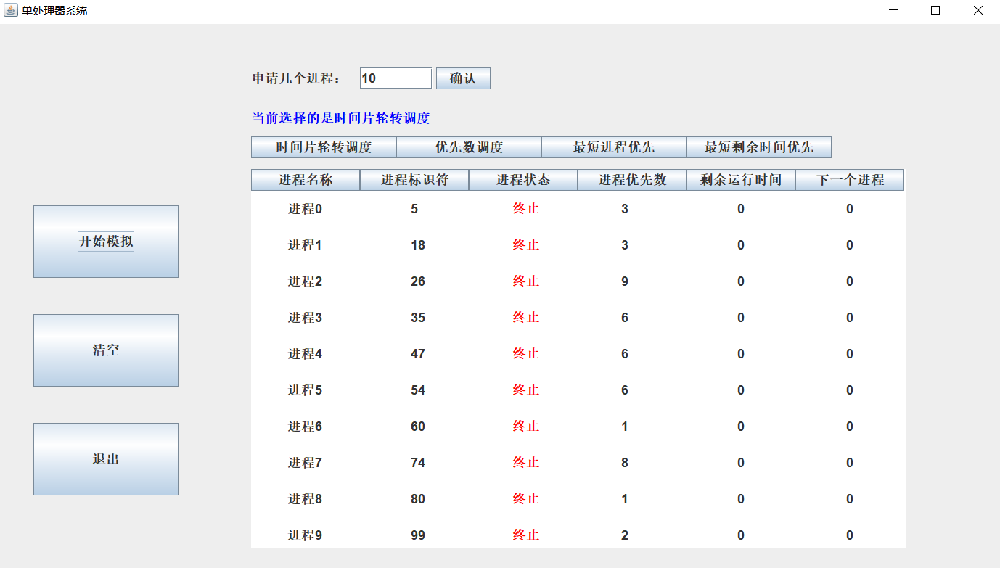 单处理器系统
申请几个进程： 10 确认
当前选择的是时间片轮转调度
时间片轮转调度 优先数调度 最短进程优先 最短剩余时间优先
进程名称 进程标识符 进程状态 进程优先数 剩余运行时间 下一个进程
进程0 5 终止 3 0 0
开始模拟
进程1 18 终止 3 0 0
进程2 26 终止 9 0 0
进程3 35 终止 6 0 0
清空
进程4 47 终止 6 0 0
进程5 54 终止 6 0 0
进程6 60 终止 1 0 0
退出
进程7 74 终止 8 0 0
进程8 80 终止 1 0 0
进程9 99 终止 2 0 0